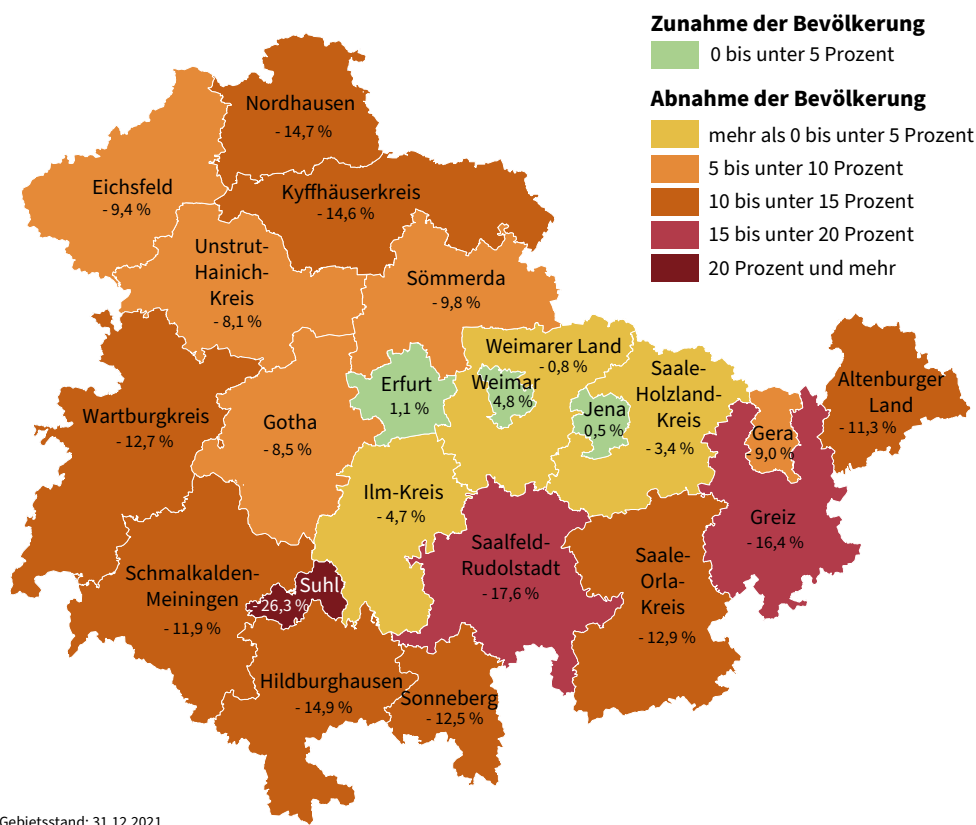 Zunahme der Bevölkerung
0 bis unter 5 Prozent
Abnahme der Bevölkerung
mehr als 0 bis unter 5 Prozent
5 bis unter 10 Prozent
10 bis unter 15 Prozent
15 bis unter 20 Prozent
20 Prozent und mehr
Nordhausen
- 14,7 %
Eichsfeld
- 9,4 %
Kyffhäuserkreis
- 14,6 %
Unstrut-
Hainich-
Kreis
- 8,1 %
Sömmerda
- 9,8 %
Weimarer Land
- 0,8 %
Erfurt
1,1 %
Weimar
4,8 %
Jena
0,5 %
Saale-
Holzland-
Kreis
- 3,4 %
Altenburger
Land
- 11,3 %
Wartburgkreis
- 12,7 %
Gotha
- 8,5 %
Gera
- 9,0 %
Ilm-Kreis
- 4,7 %
Greiz
- 16,4 %
Saalfeld-
Rudolstadt
- 17,6 %
Saale-
Orla-
Kreis
- 12,9 %
Schmalkalden-
Meiningen
- 11,9 %
Suhl
- 26,3 %
Hildburghausen
- 14,9 %
Sonneberg
- 12,5 %
Gebietsstand: 31.12.2021